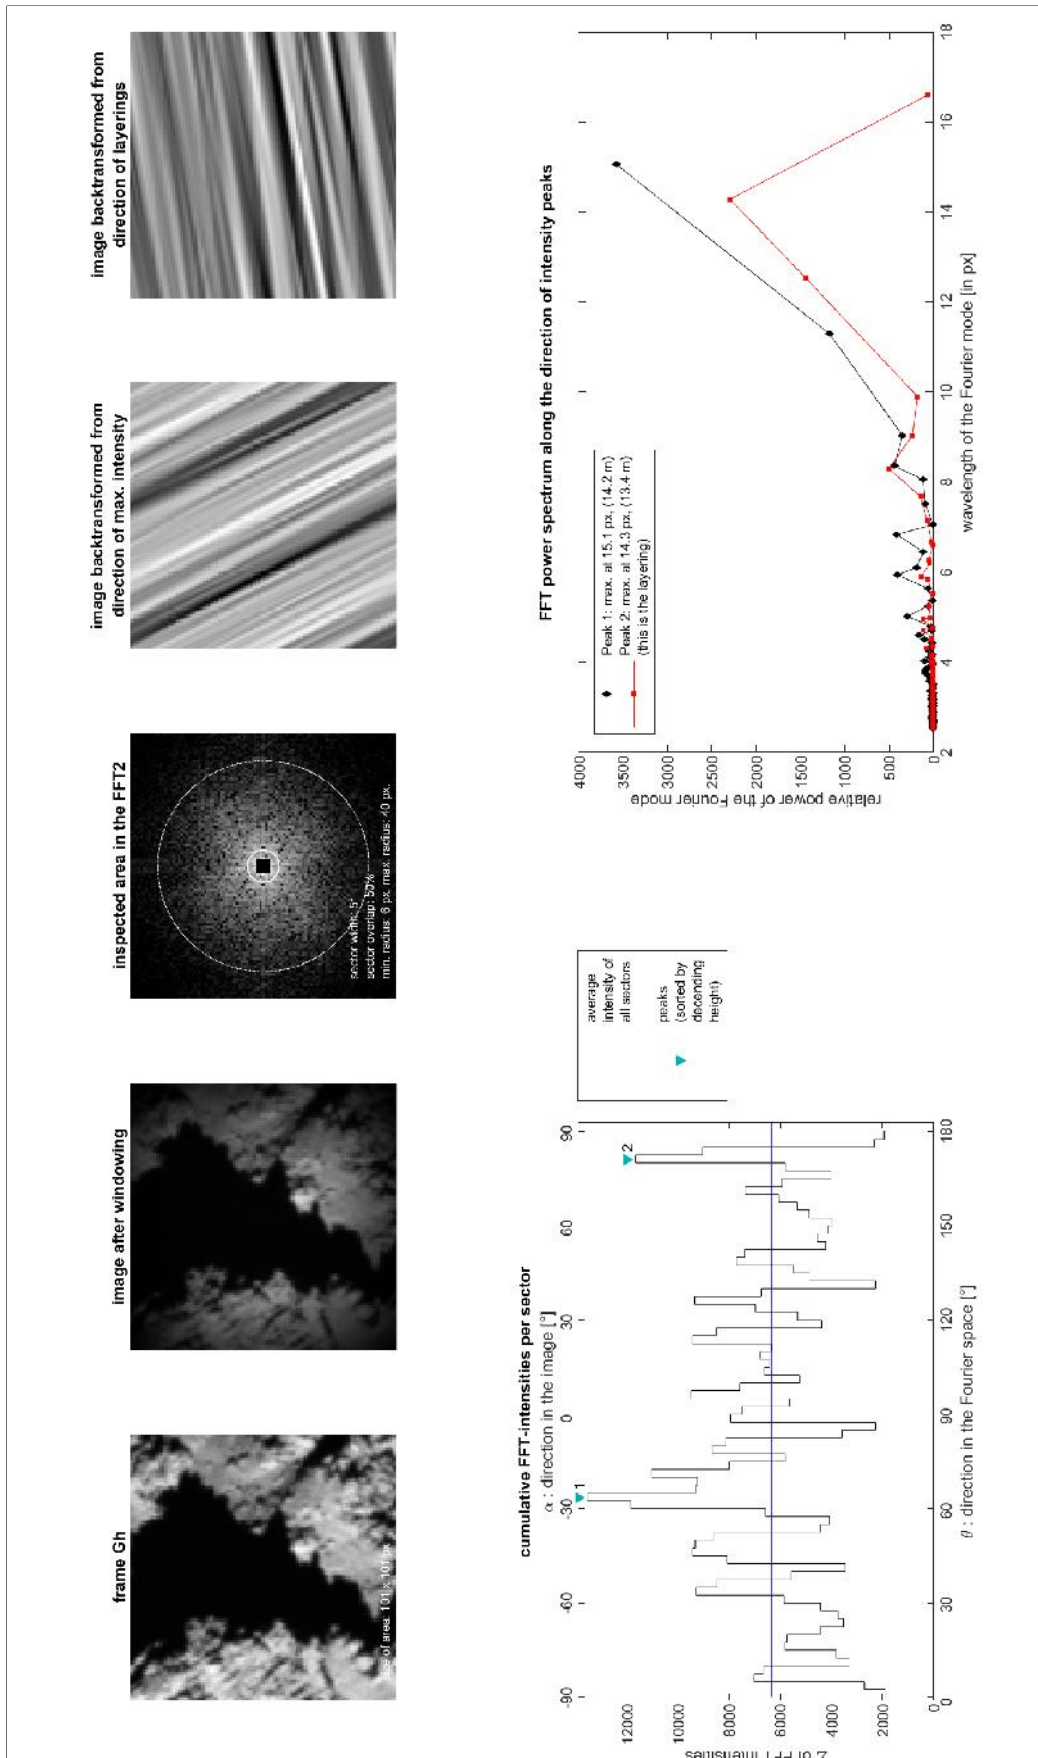 frame Gh
size of area: 101 x 101 px
image after windowing
inspected area in the FFT2
sector width: 5°
sector overlap: 50%
min. radius: 6 px, max. radius: 40 px.
image backtransformed from
direction of max. intensity
image backtransformed from
direction of layerings
cumulative FFT-intensities per sector
α : direction in the image [°]
-90 -60 -30 0 30 60 90
1
2
12000
10000
8000
6000
4000
2000
Σ of FFT intensities
0 30 60 90 120 150 180
θ : direction in the Fourier space [°]
average
intensity of
all sectors
peaks
(sorted by
decending
height)
FFT power spectrum along the direction of intensity peaks
Peak 1: max. at 15.1 px, (14.2 m)
Peak 2: max. at 14.3 px, (13.4 m)
(this is the layering)
4000
3500
3000
2500
2000
1500
1000
500
0
relative power of the Fourier mode
2 4 6 8 10 12 14 16 18
wavelength of the Fourier mode [in px]